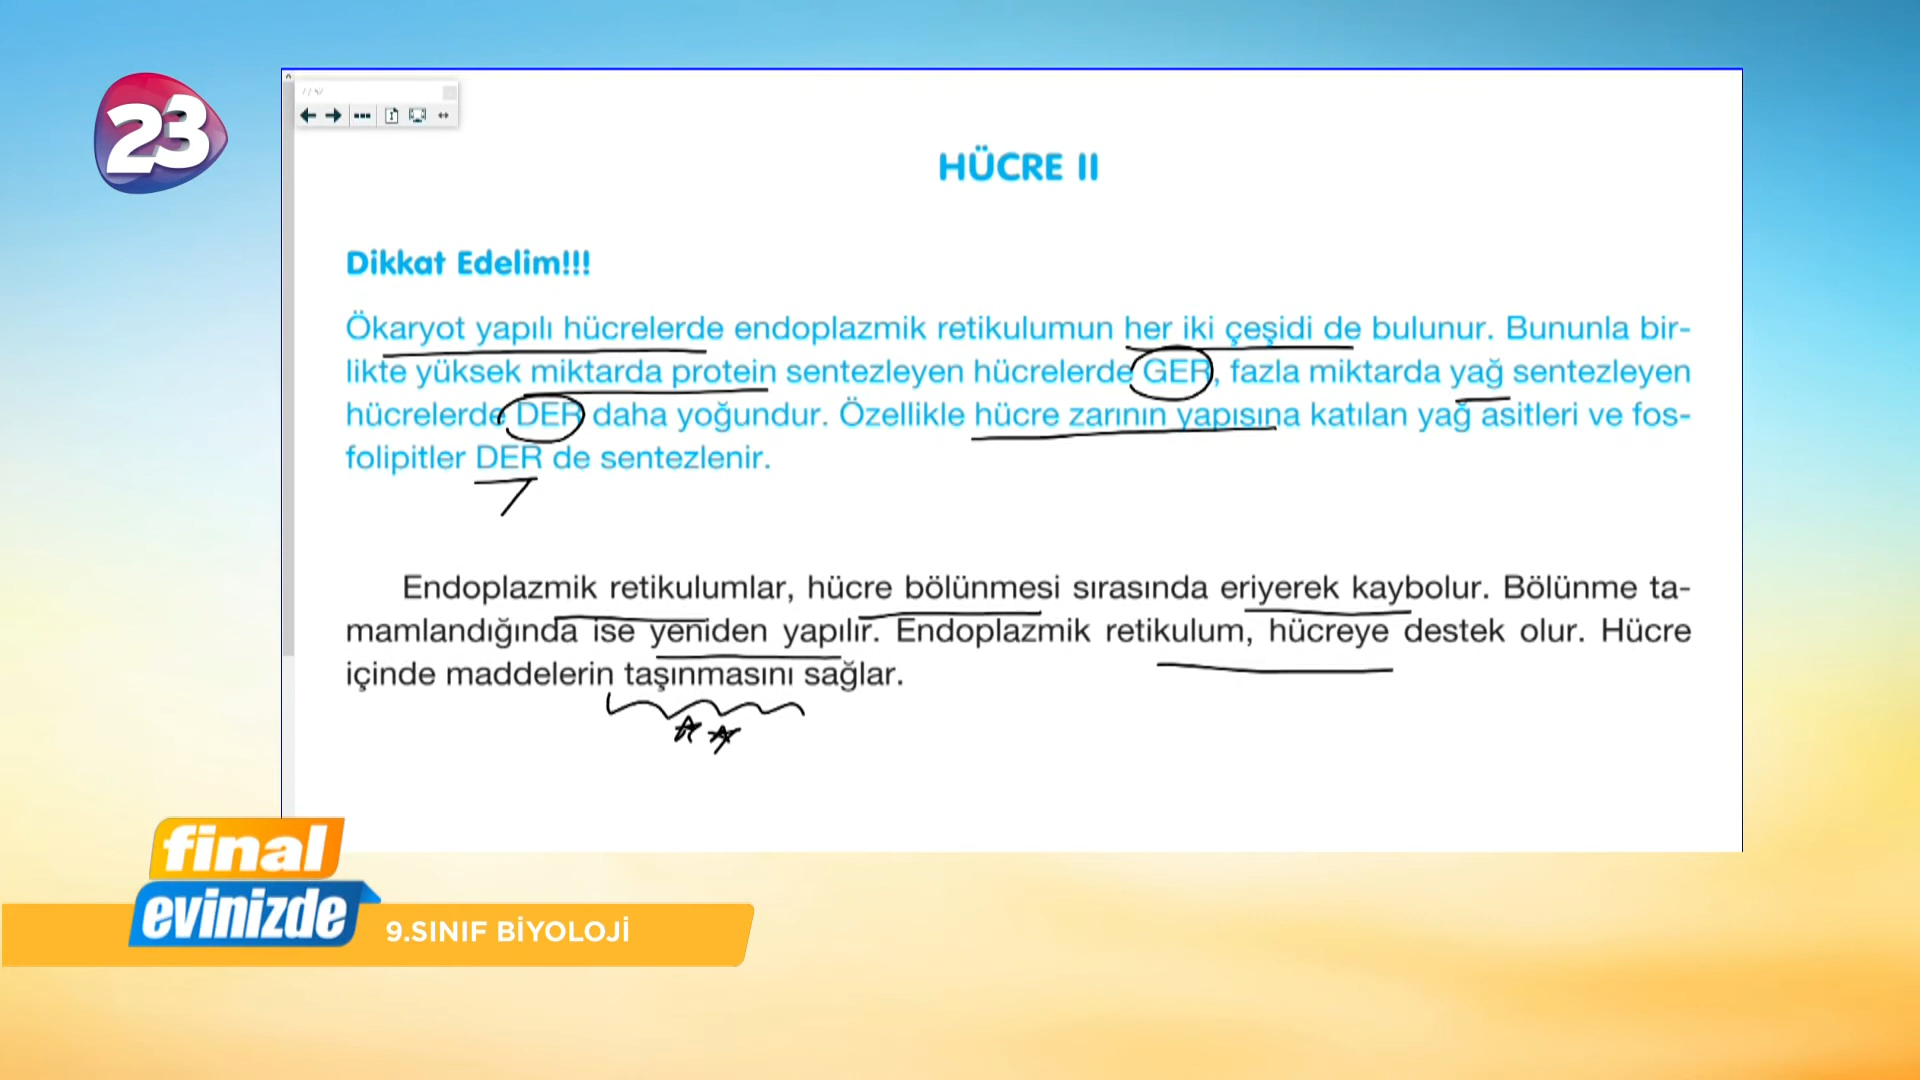 23
HÜCRE II
Dikkat Edelim!!!
Ökaryot yapılı hücrelerde endoplazmik retikulumun her iki çeşidi de bulunur. Bununla bir-
likte yüksek miktarda protein sentezleyen hücrelerde GER, fazla miktarda yağ sentezleyen
hücrelerde DER daha yoğundur. Özellikle hücre zarının yapısına katılan yağ asitleri ve fos-
folipitler DER de sentezlenir.
Endoplazmik retikulumlar, hücre bölünmesi sırasında eriyerek kaybolur. Bölünme ta-
mamlandığında ise yeniden yapılır. Endoplazmik retikulum, hücreye destek olur. Hücre
içinde maddelerin taşınmasını sağlar.
final
evinizde
9.SINIF BİYOLOJİ